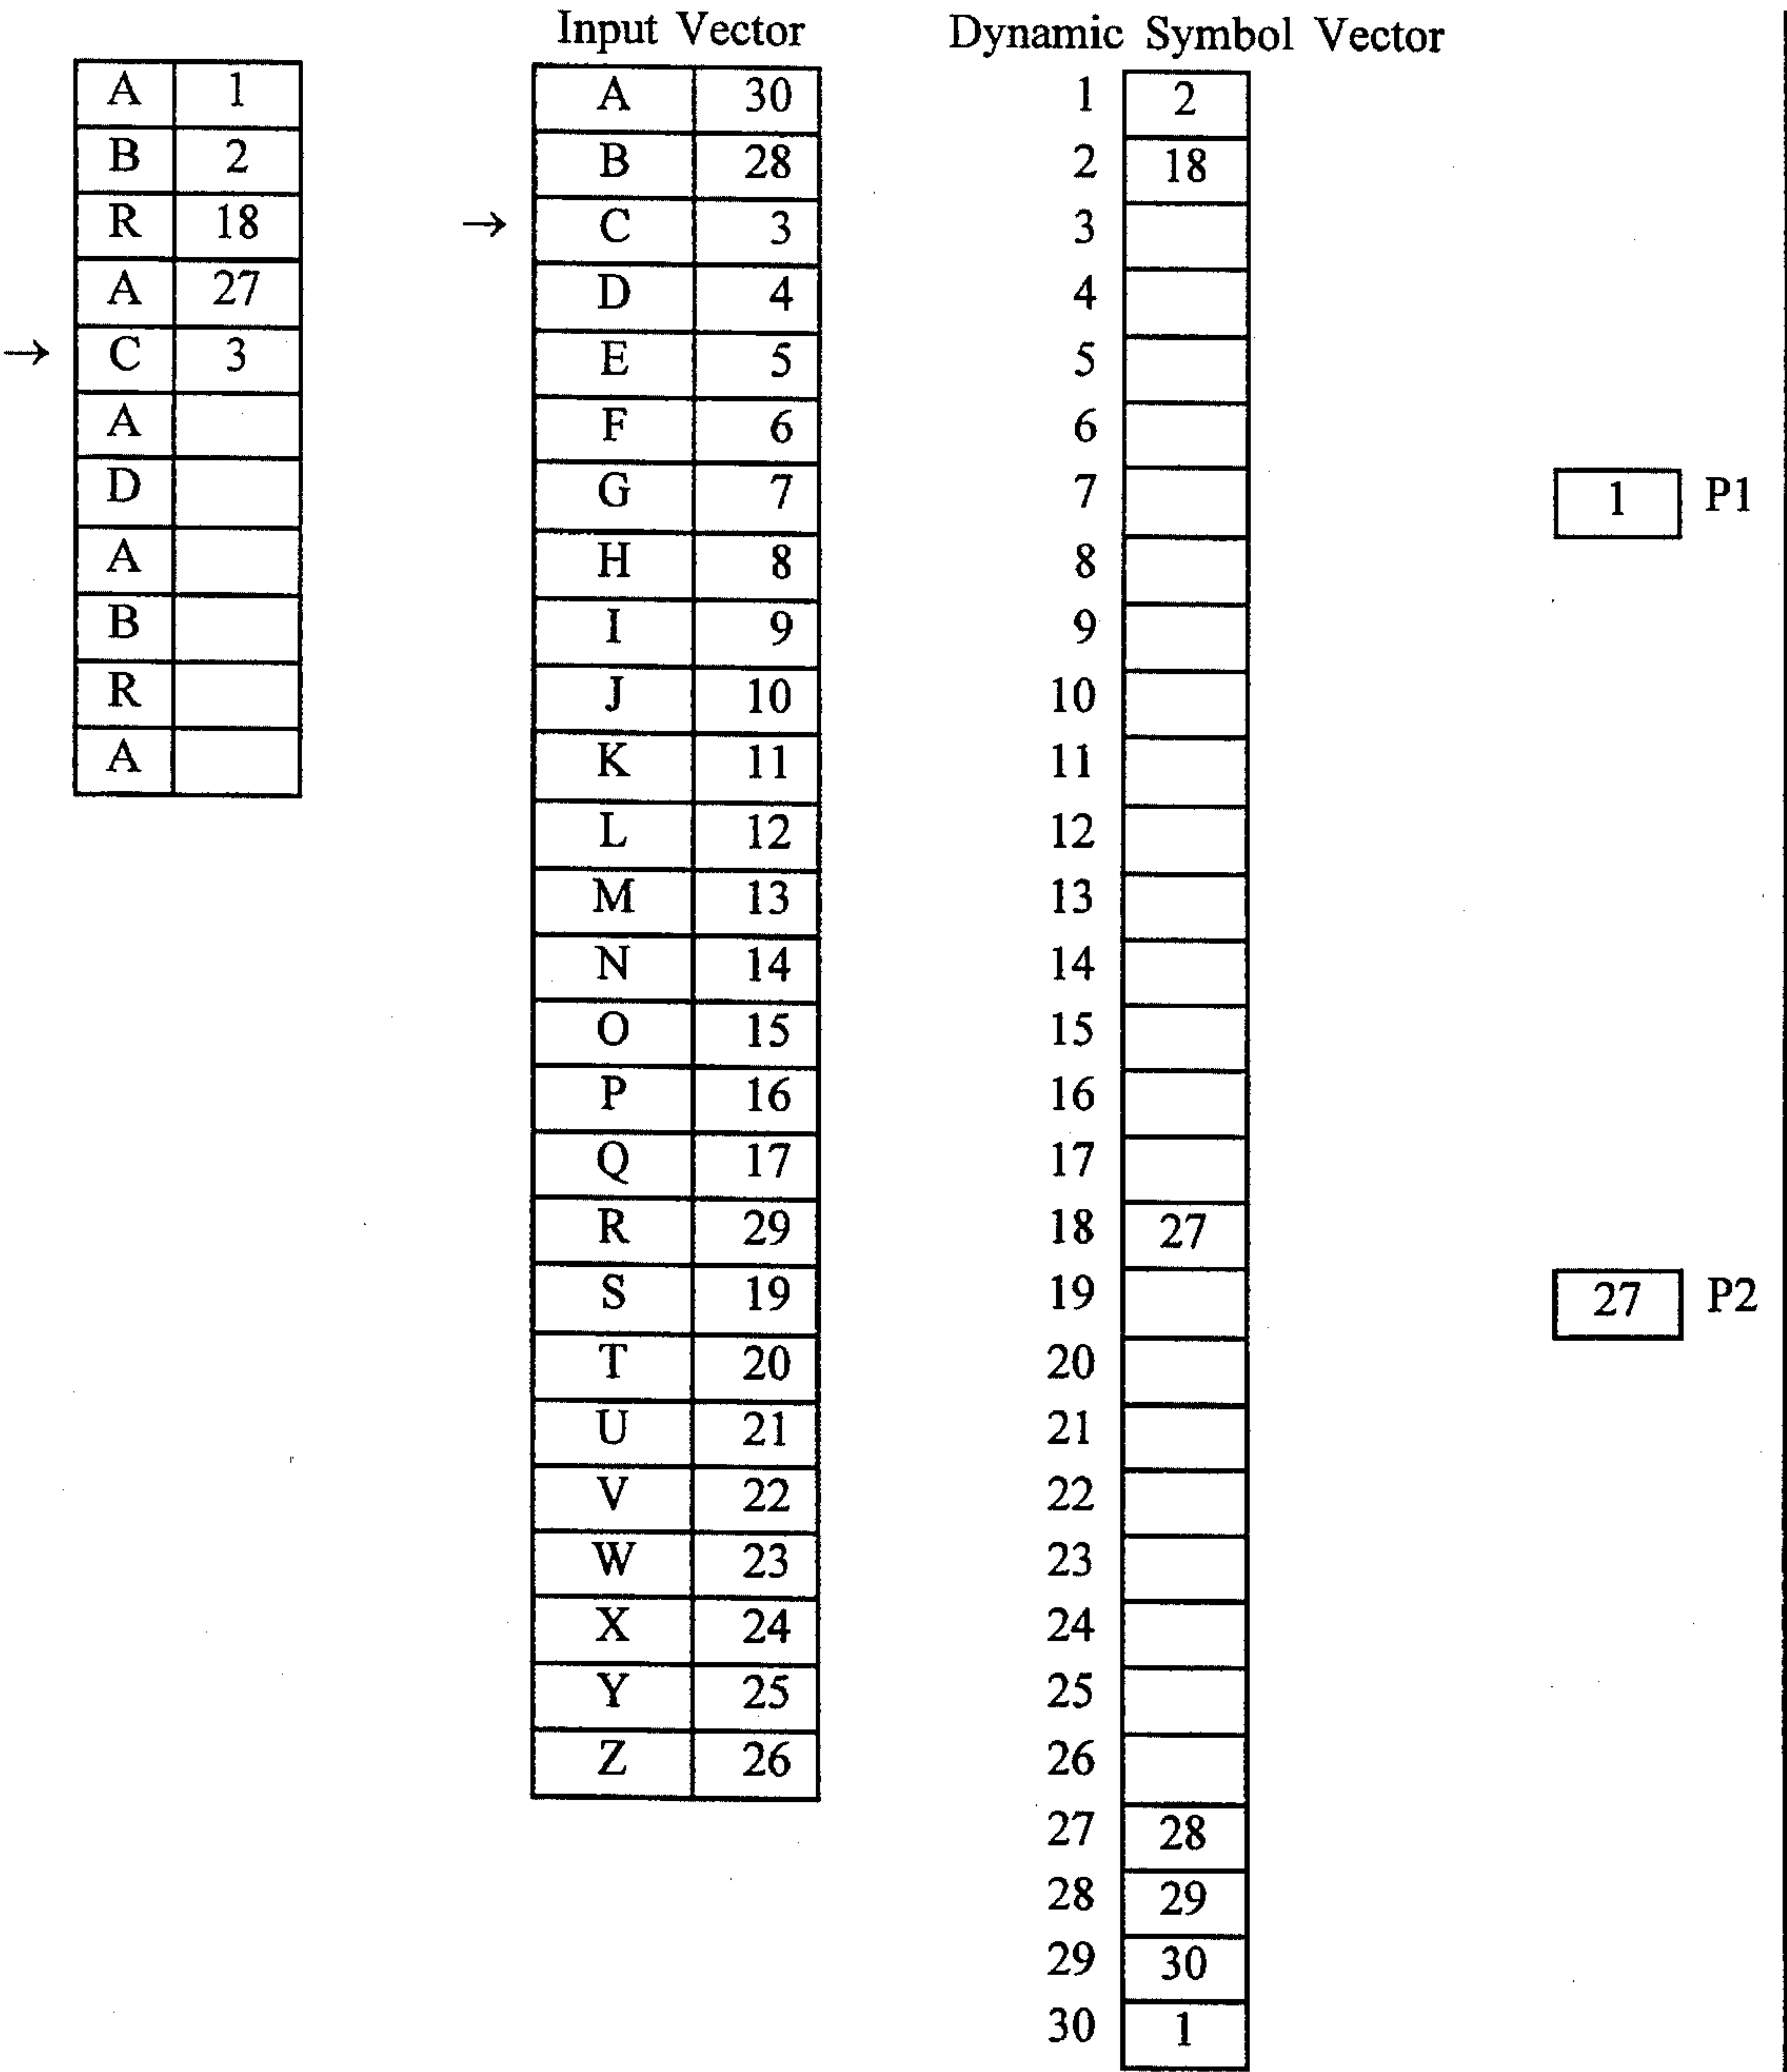 Input Vector
Dynamic Symbol Vector
A 1
B 2
R 18
A 27
→ C 3
A
D
A
B
R
A
A 30
B 28
→ C 3
D 4
E 5
F 6
G 7
H 8
I 9
J 10
K 11
L 12
M 13
N 14
O 15
P 16
Q 17
R 29
S 19
T 20
U 21
V 22
W 23
X 24
Y 25
Z 26
1 2
2 18
3
4
5
6
7
8
9
10
11
12
13
14
15
16
17
18 27
19
20
21
22
23
24
25
26
27 28
28 29
29 30
30 1
1 P1
27 P2